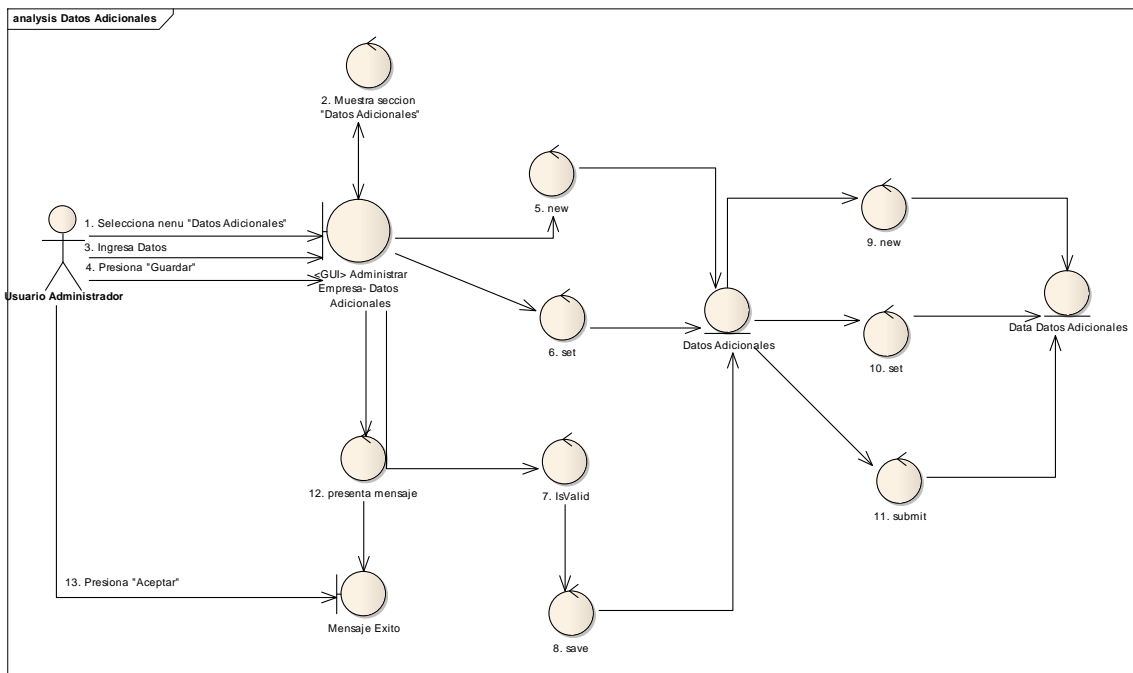 analysis Datos Adicionales
2. Muestra seccion
"Datos Adicionales"
5. new
9. new
1. Selecciona nenu "Datos Adicionales"
3. Ingresa Datos
4. Presiona "Guardar"
Usuario Administrador
<GUI> Administrar
Empresa- Datos
Adicionales
6. set
Datos Adicionales
10. set
Data Datos Adicionales
12. presenta mensaje
7. IsValid
11. submit
13. Presiona "Aceptar"
Mensaje Exito
8. save